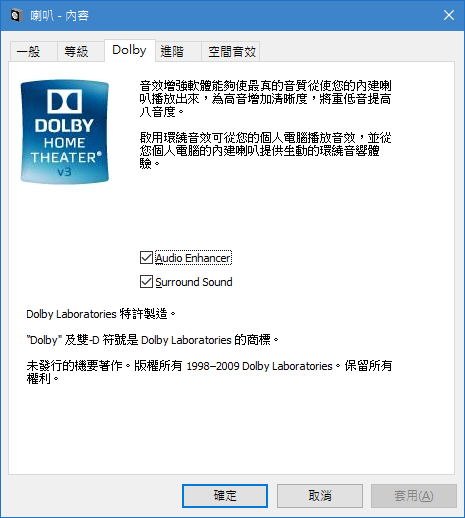 喇叭 - 內容
一般
等級
Dolby
進階
空間音效
DOLBY
HOME
THEATER®
v3
音效增強軟體能夠使最真的音質從使您的內建喇
叭播放出來，為高音增加清晰度，將重低音提高
八音度。
啟用環繞音效可從您的個人電腦播放音效，並從
您個人電腦的內建喇叭提供生動的環繞音響體
驗。
Audio Enhancer
Surround Sound
Dolby Laboratories 特許製造。
"Dolby" 及雙-D 符號是 Dolby Laboratories 的商標。
未發行的機要著作。版權所有 1998–2009 Dolby Laboratories。保留所有
權利。
確定
取消
套用(A)